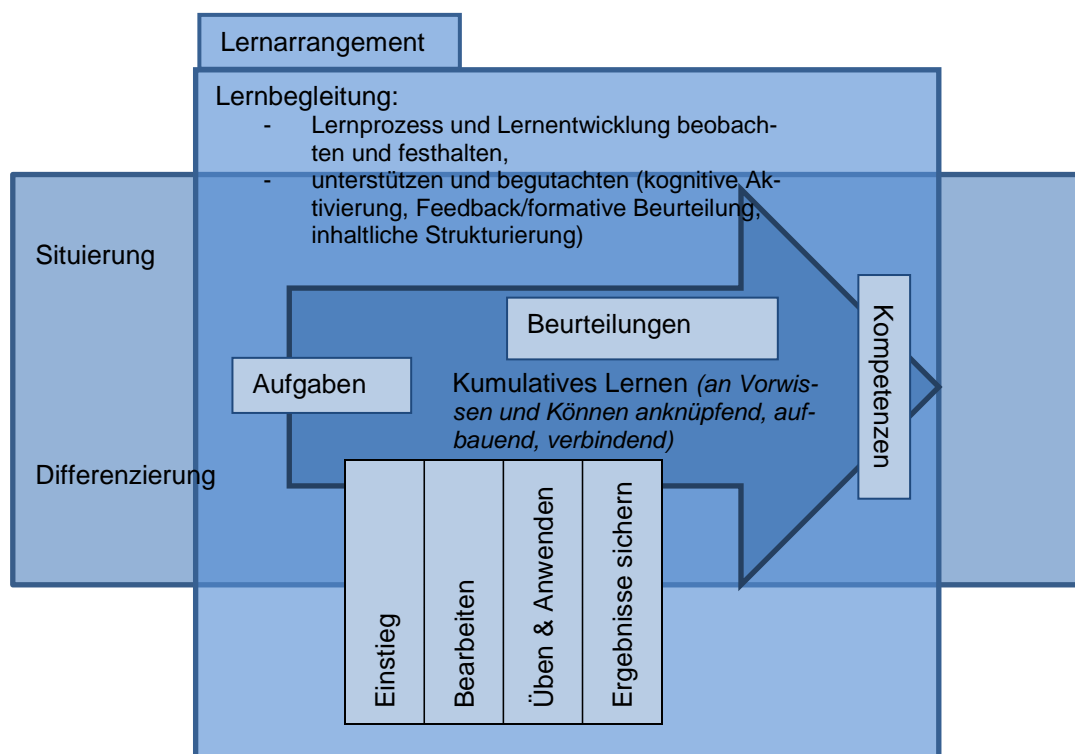 Lernarrangement
Lernbegleitung:
- Lernprozess und Lernentwicklung beobach-
ten und festhalten,
- unterstützen und begutachten (kognitive Ak-
tivierung, Feedback/formative Beurteilung,
inhaltliche Strukturierung)
Situierung
Beurteilungen
Aufgaben
Kumulatives Lernen (an Vorwis-
sen und Können anknüpfend, auf-
bauend, verbindend)
Kompetenzen
Differenzierung
Einstieg
Bearbeiten
Üben & Anwenden
Ergebnisse sichern